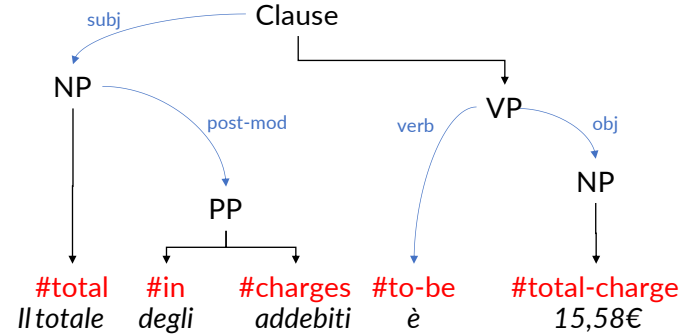 Clause
subj
NP
VP
post-mod
verb
obj
NP
PP
#total #in #charges #to-be #total-charge
Il totale degli addebiti è 15,58€